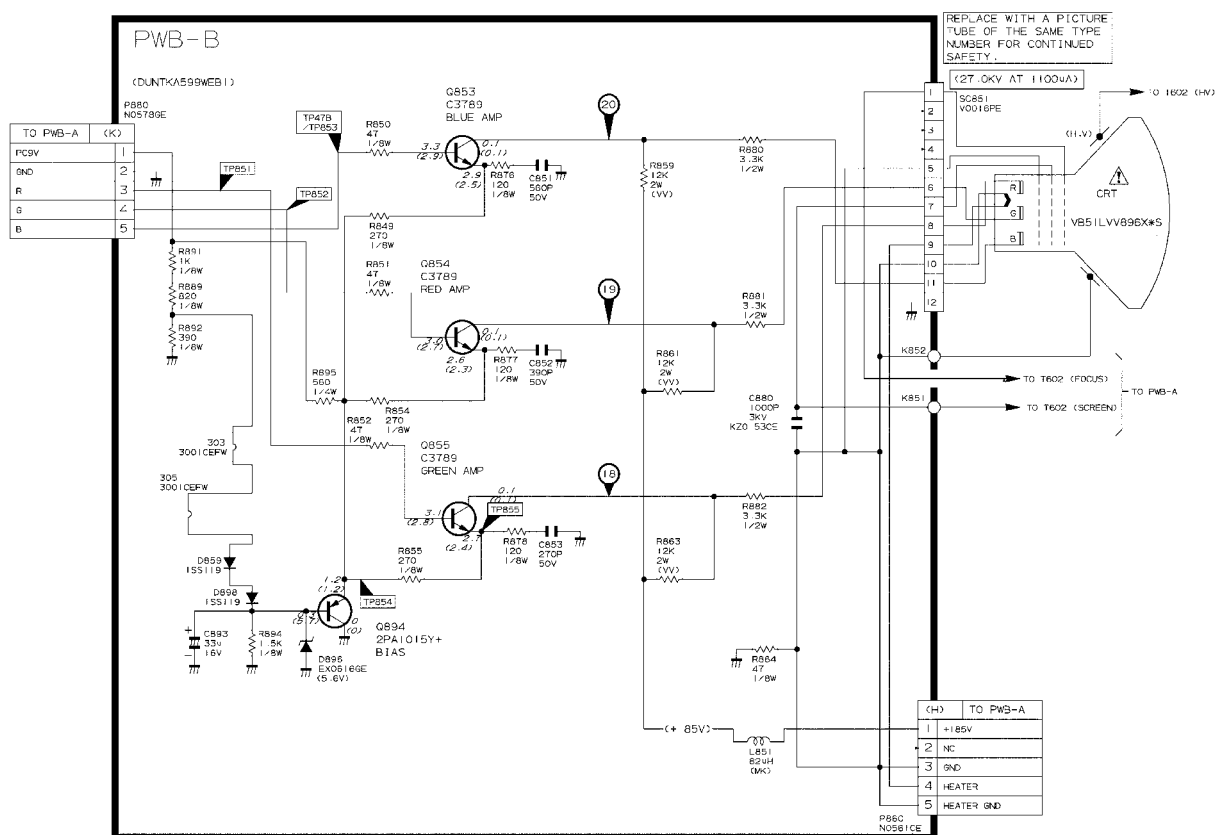 PWB-B
(DUNTKA599WEB1)
REPLACE WITH A PICTURE
TUBE OF THE SAME TYPE
NUMBER FOR CONTINUED
SAFETY.
(27.0KV AT 1100uA)
P880
N0578GE
TO PWB-A (K)
PC9V 1
GND 2
R 3
G 4
B 5
TP851
TP852
TP47B
/TP853
R850
47
1/8W
Q853
C3789
BLUE AMP
3.3
(2.9)
0.1
(0.1)
2.9
(2.5)
R876
120
1/8W
C851
560P
50V
20
R859
12K
2W
(VV)
R880
3.3K
1/2W
SC851
V0016PE
1
2
3
4
5
6
7
8
9
10
11
12
TO T602 (HV)
(H.V)
R
G
B
CRT
VB51LVV896X*S
R849
270
1/8W
R851
47
1/8W
Q854
C3789
RED AMP
3.0
(2.7)
0.1
(0.1)
2.6
(2.3)
R877
120
1/8W
C852
390P
50V
19
R881
3.3K
1/2W
R861
12K
2W
(VV)
R891
1K
1/8W
R889
820
1/8W
R892
390
1/8W
R895
560
1/4W
R854
270
1/8W
R852
47
1/8W
K852
TO T602 (FOCUS)
K851
TO T602 (SCREEN)
TO PWB-A
C880
1000P
3KV
KZ0 53CE
303
3001CEFW
305
3001CEFW
Q855
C3789
GREEN AMP
3.1
(2.8)
0.1
(0.1)
2.7
(2.4)
TP855
R878
120
1/8W
C853
270P
50V
18
R882
3.3K
1/2W
R863
12K
2W
(VV)
R855
270
1/8W
D859
1SS119
D898
1SS119
1.2
(1.2)
TP854
(5.7)
0
(0)
Q894
2PA1015Y+
BIAS
C893
33u
16V
R894
1.5K
1/8W
D896
EX0616GE
(5.6V)
R864
47
1/8W
(+ 85V)
L851
82uH
(MK)
(H) TO PWB-A
1 +185V
2 NC
3 GND
4 HEATER
5 HEATER GND
P860
N0561CE